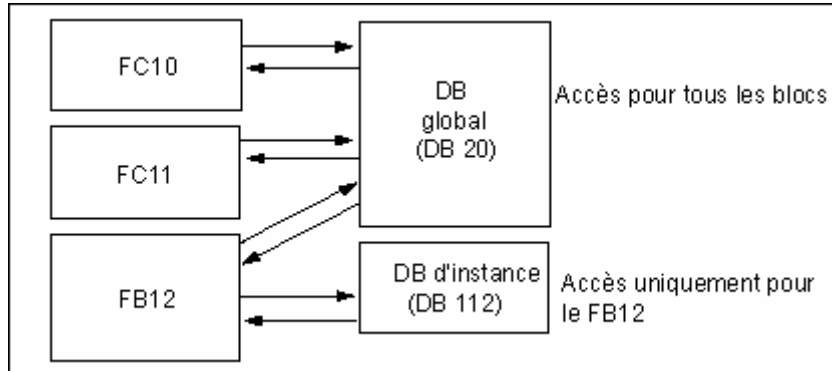 FC10
DB
global
(DB 20)
Accès pour tous les blocs
FC11
FB12
DB d'instance
(DB 112)
Accès uniquement pour
le FB12